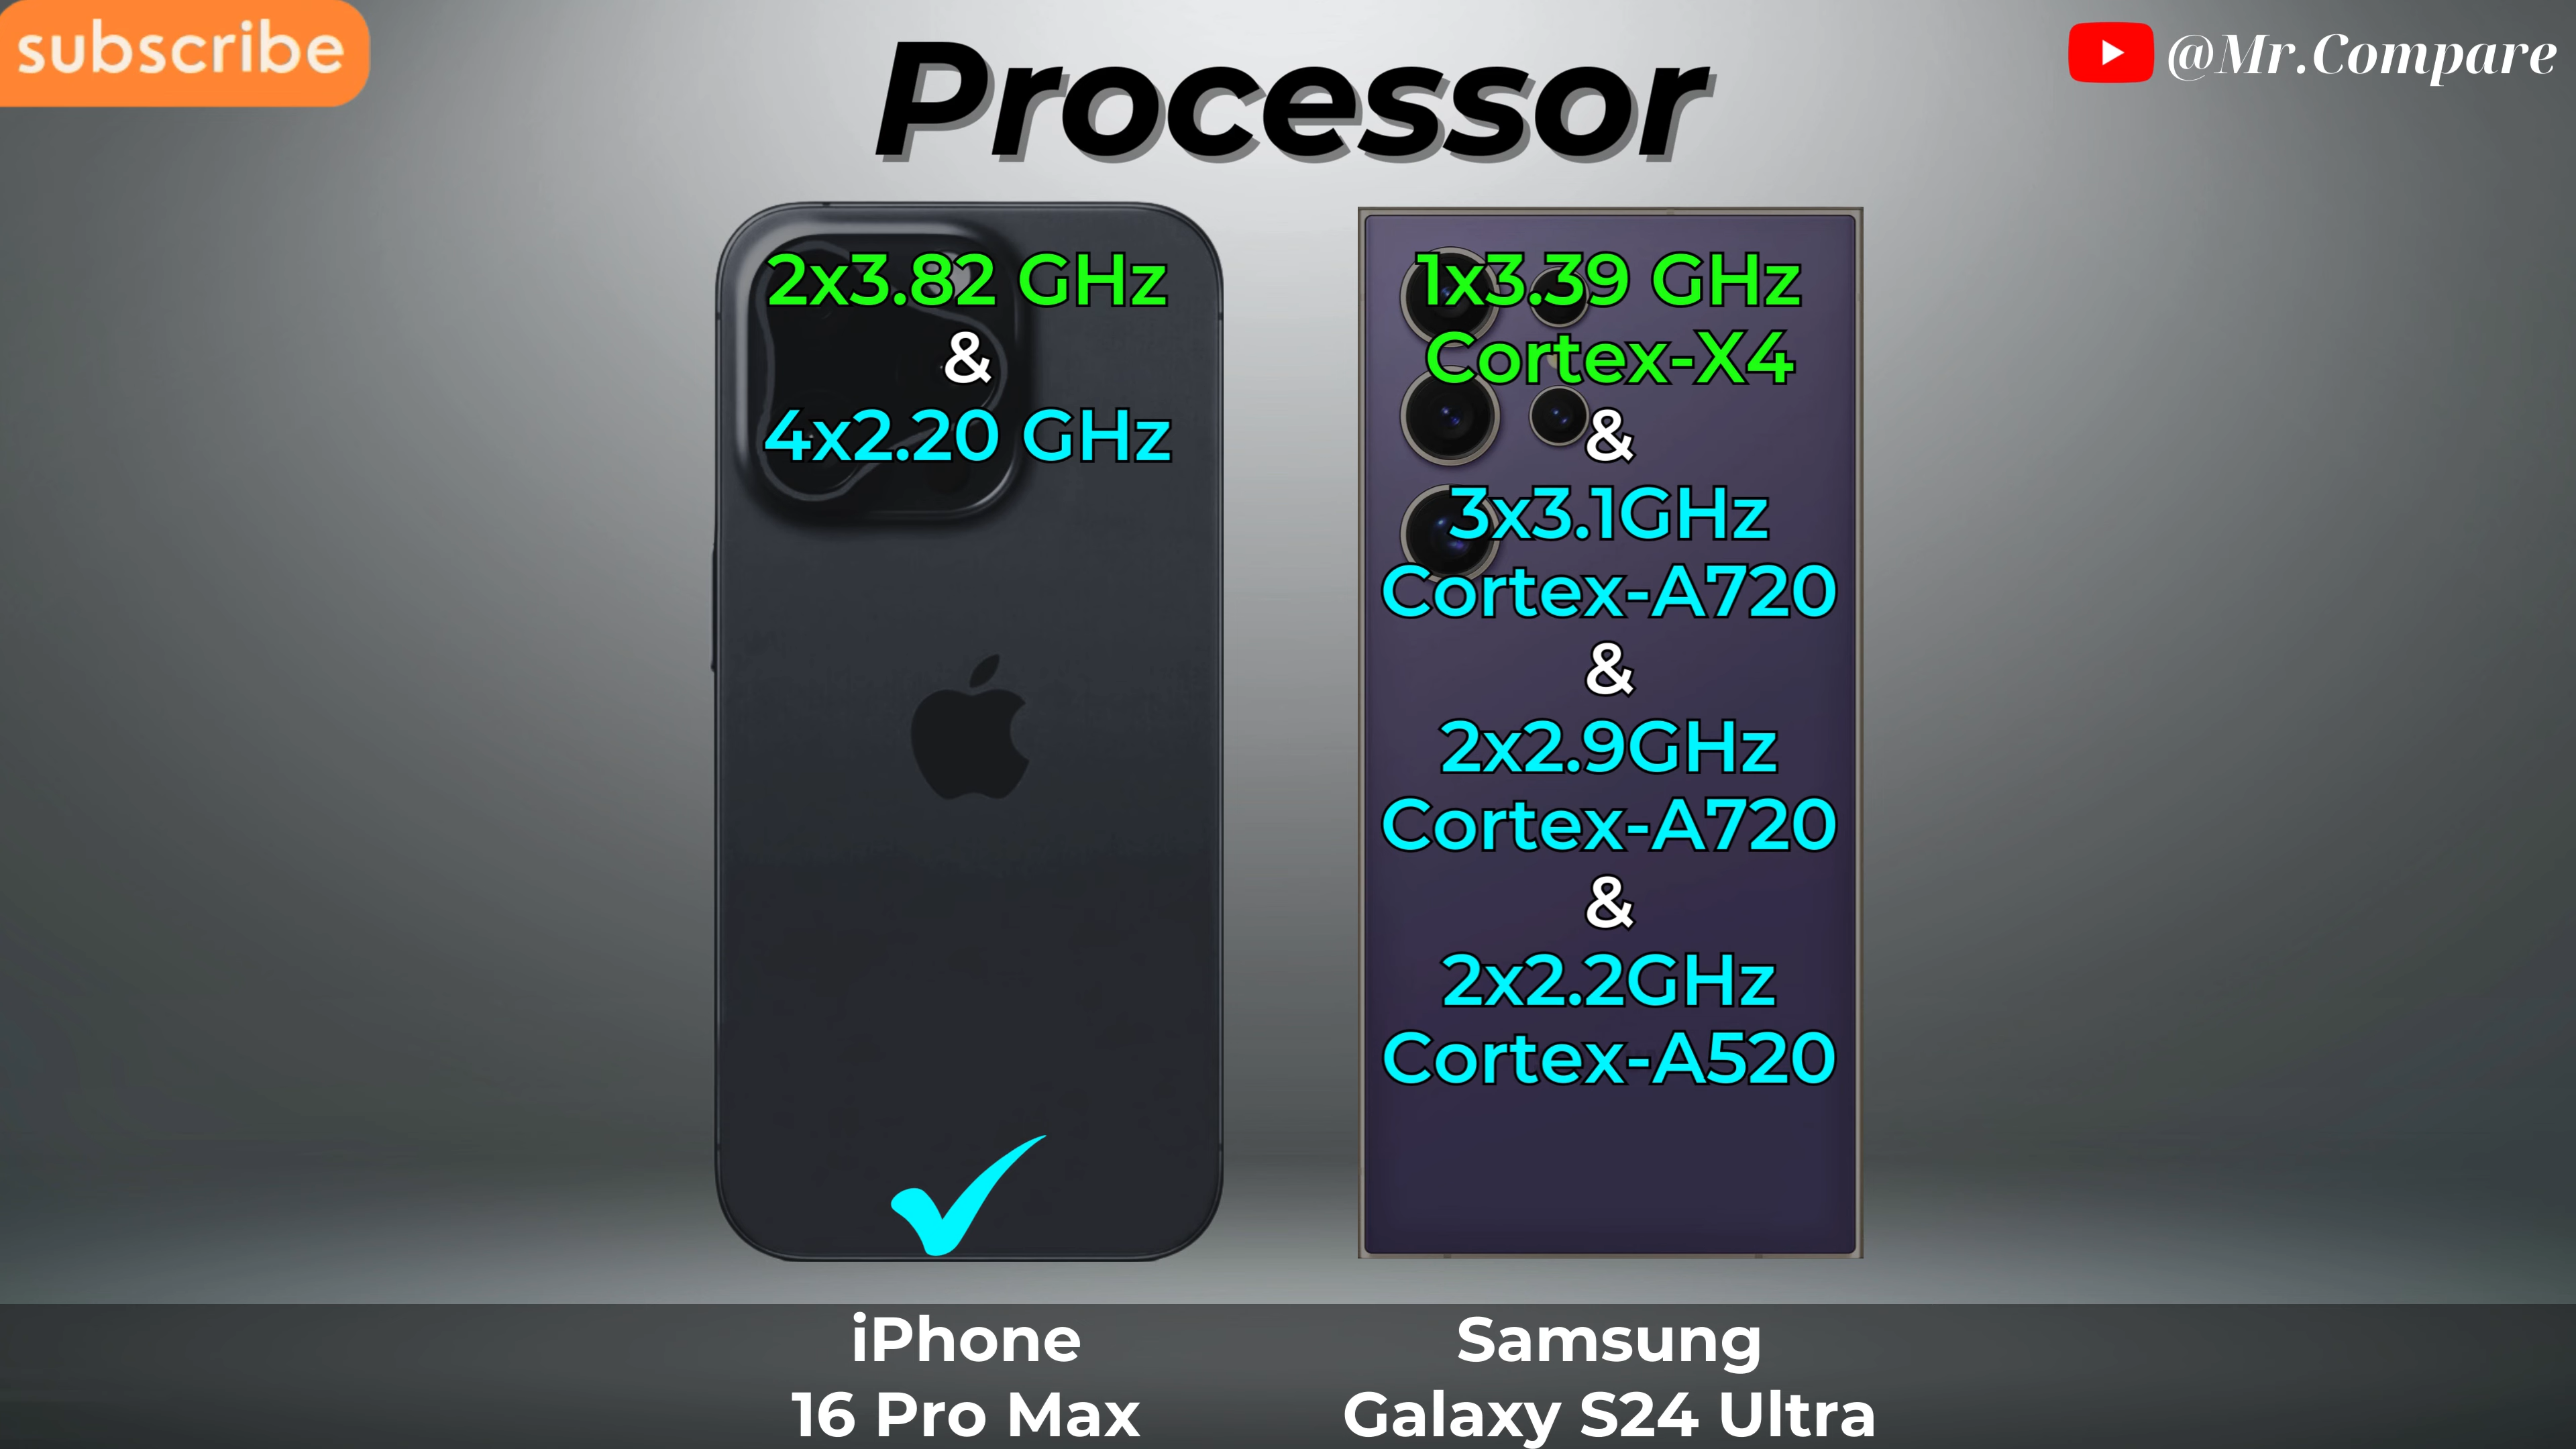 subscribe
Processor
@Mr.Compare
2x3.82 GHz
&
4x2.20 GHz
1x3.39 GHz
Cortex-X4
&
3x3.1GHz
Cortex-A720
&
2x2.9GHz
Cortex-A720
&
2x2.2GHz
Cortex-A520
iPhone
16 Pro Max
Samsung
Galaxy S24 Ultra